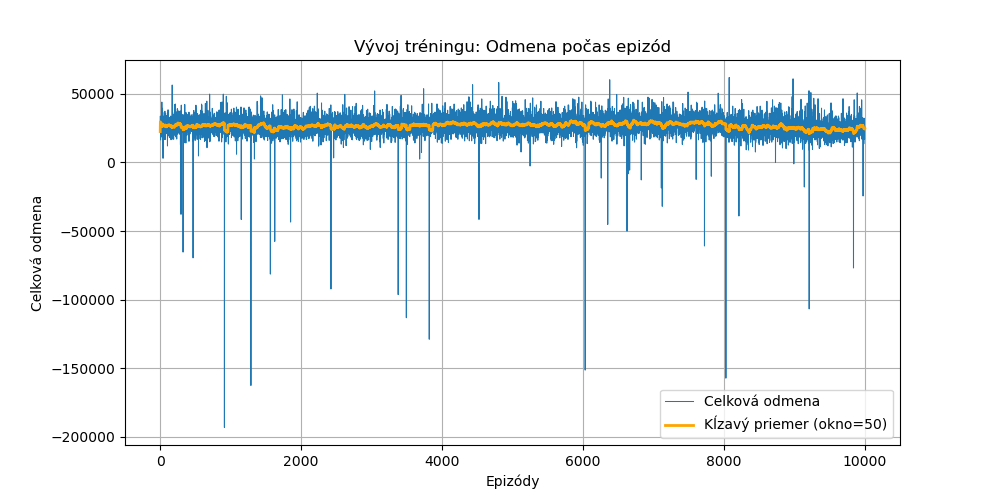 Vývoj tréningu: Odmena počas epizód
Celková odmena
50000
0
−50000
−100000
−150000
−200000
0
2000
4000
6000
8000
10000
Epizódy
Celková odmena
Kĺzavý priemer (okno=50)